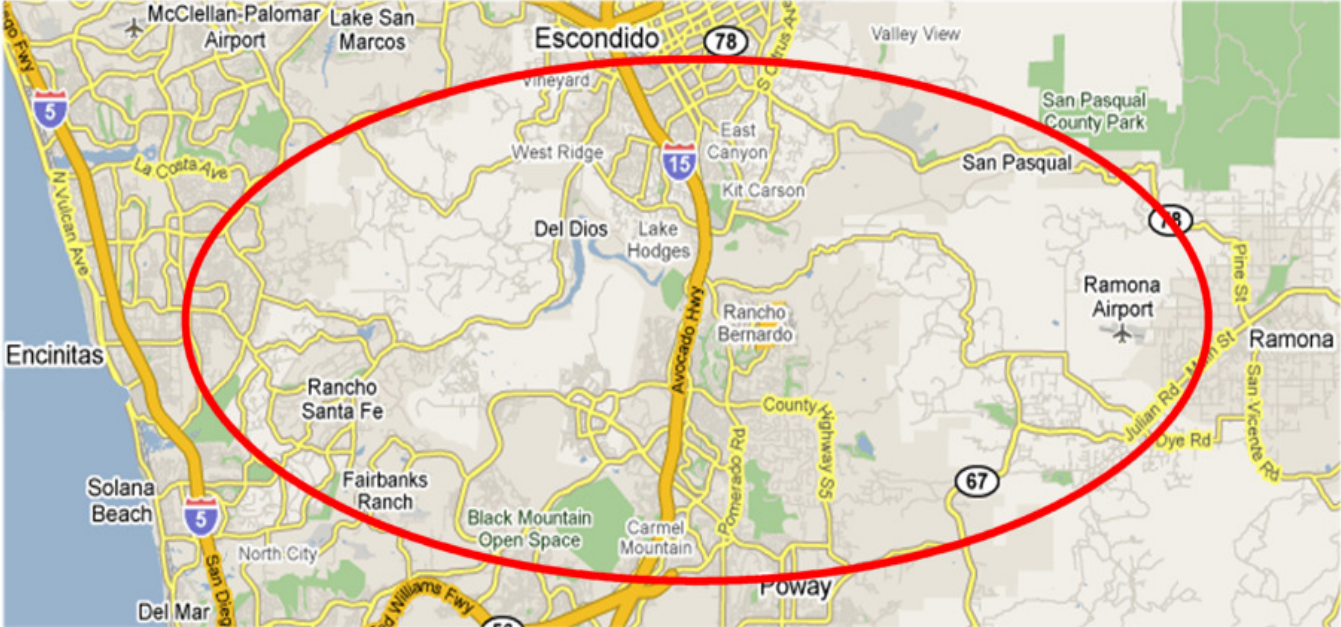 McClellan-Palomar
Airport
Lake San
Marcos
Escondido
78
Valley View
S Citrus Ave
Vineyard
5
San Pasqual
County Park
La Costa Ave
West Ridge
East
Canyon
15
San Pasqual
N Vulcan Ave
Kit Carson
78
Del Dios
Lake
Hodges
Pine St
Ramona
Airport
Avocado Hwy
Rancho
Bernardo
Encinitas
Ramona
Rancho
Santa Fe
Julian Rd - Main St
County Highway S5
San Vicente Rd
Dye Rd
Pomerado Rd
67
Fairbanks
Ranch
Solana
Beach
5
Black Mountain
Open Space
Carmel
Mountain
North City
San Dieg
Poway
Williams Fwy
Del Mar